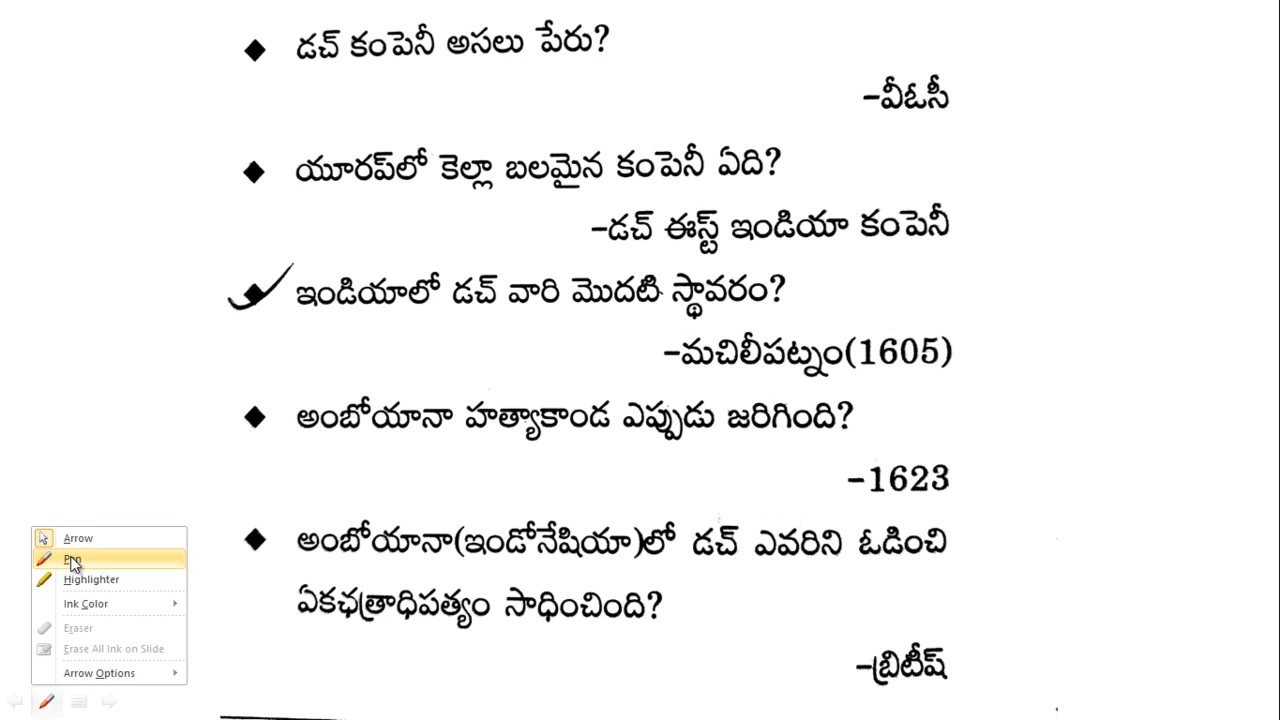 ◆ డచ్ కంపెనీ అసలు పేరు?
-వీఓసీ
◆ యూరప్‌లో కెల్లా బలమైన కంపెనీ ఏది?
-డచ్ ఈస్ట్ ఇండియా కంపెనీ
◆ ఇండియాలో డచ్ వారి మొదటి స్థావరం?
-మచిలీపట్నం(1605)
◆ అంబోయానా హత్యాకాండ ఎప్పుడు జరిగింది?
-1623
◆ అంబోయానా(ఇండోనేషియా)లో డచ్ ఎవరిని ఓడించి
ఏకఛత్రాధిపత్యం సాధించింది?
-బ్రిటీష్
Arrow
Pen
Highlighter
Ink Color
Eraser
Erase All Ink on Slide
Arrow Options